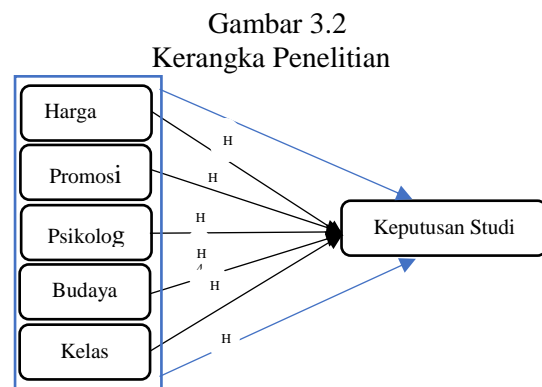 Gambar 3.2
Kerangka Penelitian
Harga
Promosi
Psikolog
Budaya
Kelas
H
H
H
H
H
H
Keputusan Studi